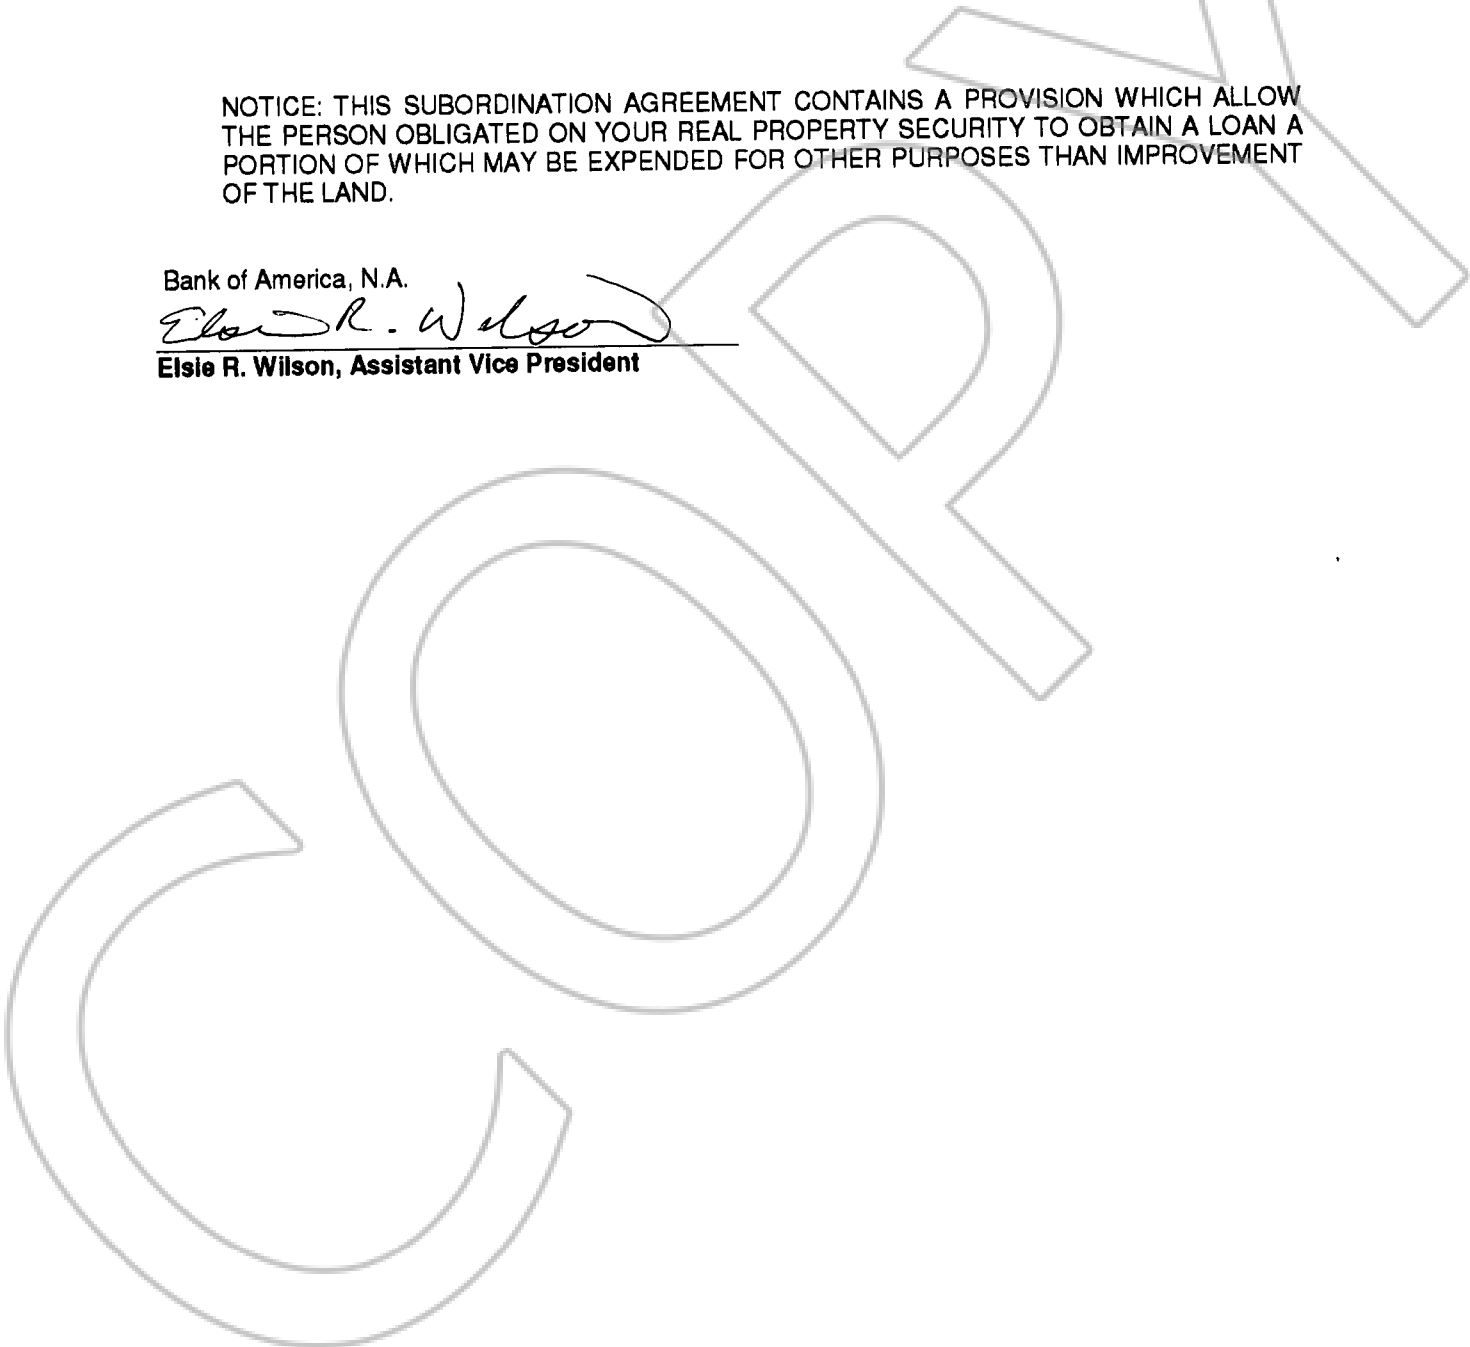 NOTICE: THIS SUBORDINATION AGREEMENT CONTAINS A PROVISION WHICH ALLOW
THE PERSON OBLIGATED ON YOUR REAL PROPERTY SECURITY TO OBTAIN A LOAN A
PORTION OF WHICH MAY BE EXPENDED FOR OTHER PURPOSES THAN IMPROVEMENT
OF THE LAND.
Bank of America, N.A.
Elsie R. Wilson
Elsie R. Wilson, Assistant Vice President
COPY